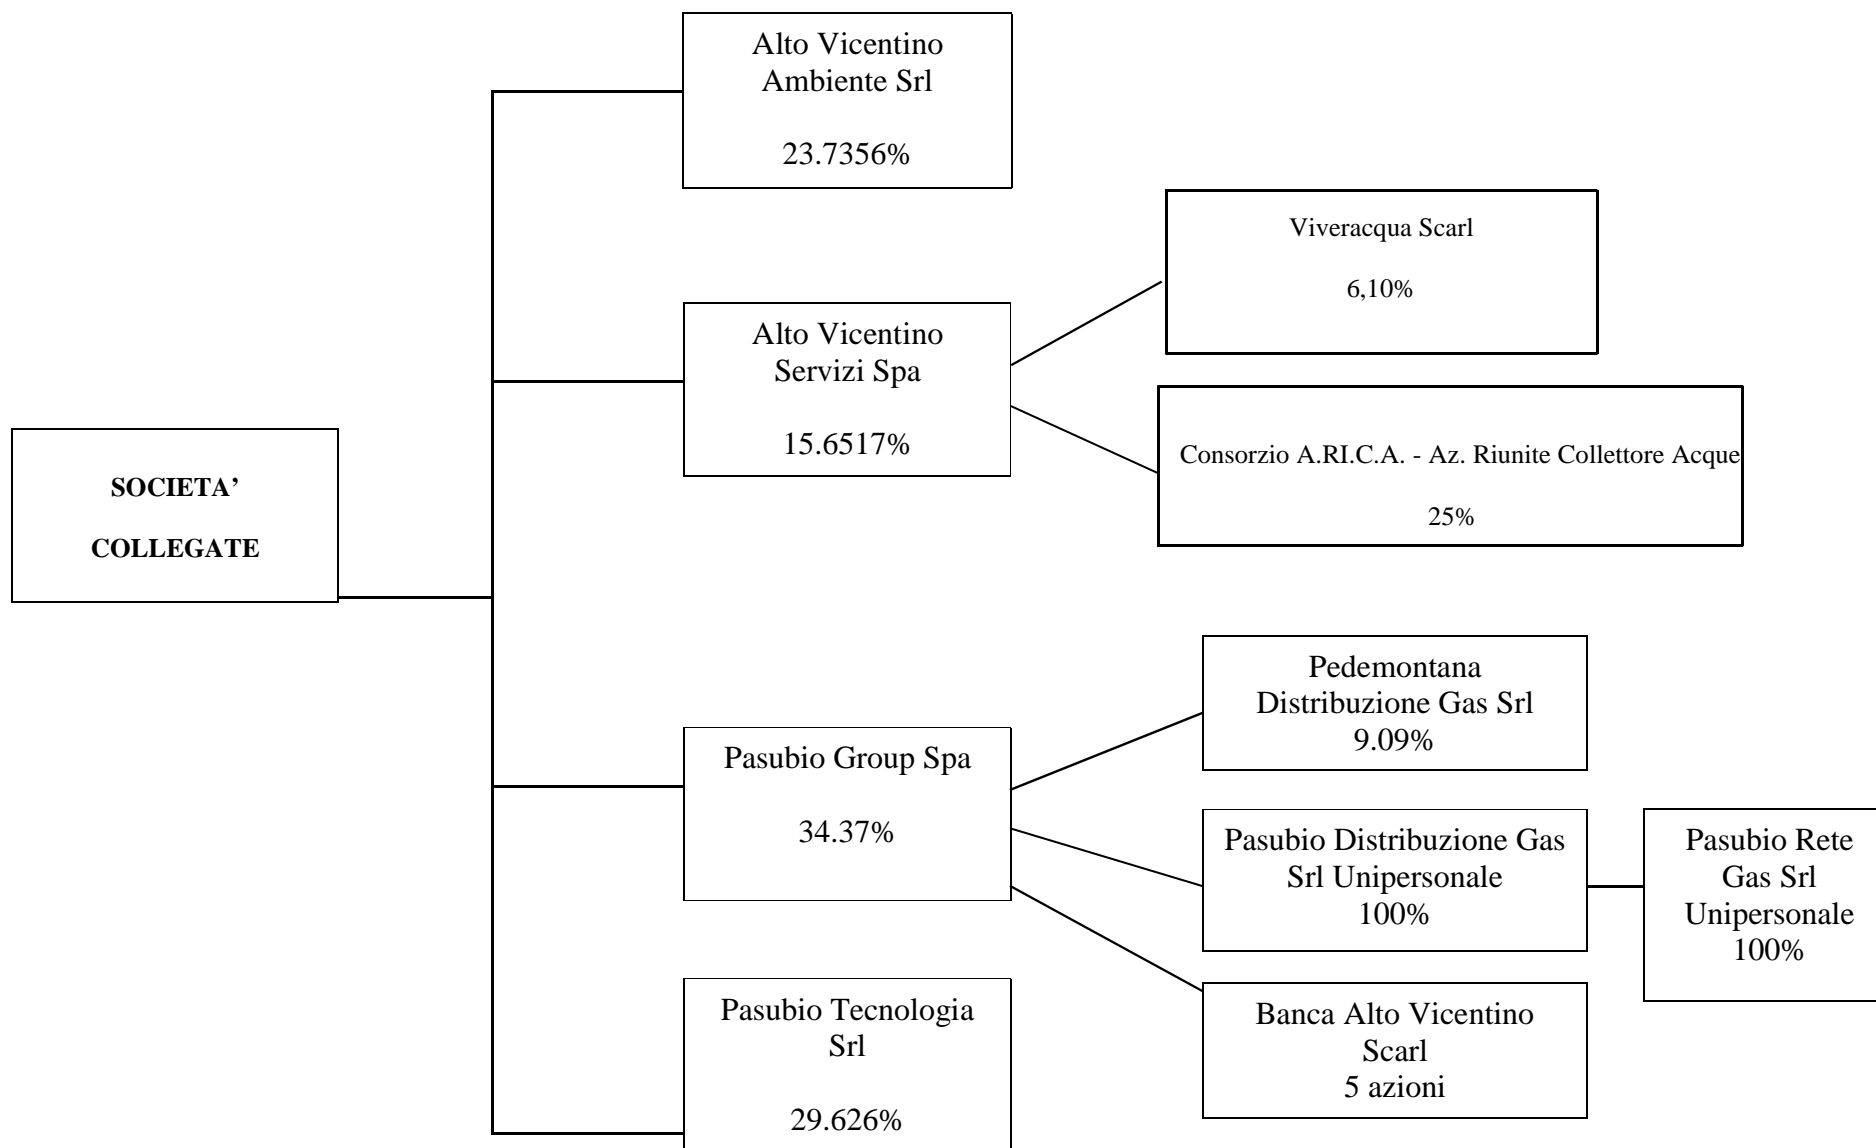 Alto Vicentino
Ambiente Srl
23.7356%
Viveracqua Scarl
6,10%
Alto Vicentino
Servizi Spa
15.6517%
Consorzio A.RI.C.A. - Az. Riunite Collettore Acque
25%
SOCIETA’
COLLEGATE
Pedemontana
Distribuzione Gas Srl
9.09%
Pasubio Group Spa
34.37%
Pasubio Distribuzione Gas
Srl Unipersonale
100%
Pasubio Rete
Gas Srl
Unipersonale
100%
Pasubio Tecnologia
Srl
29.626%
Banca Alto Vicentino
Scarl
5 azioni